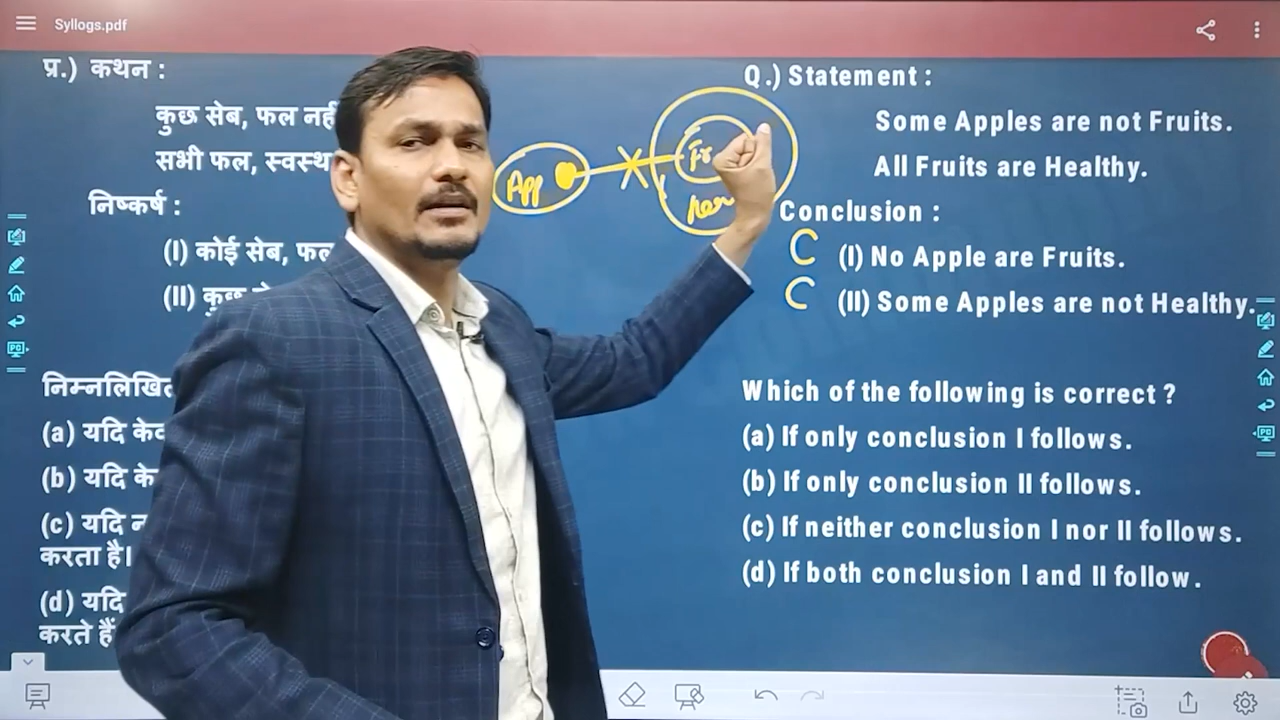 Syllogs.pdf
प्र.) कथन :
कुछ सेब, फल नहीं
सभी फल, स्वस्थ
निष्कर्ष :
(I) कोई सेब, फल
(II) कुछ
निम्नलिखित
(a) यदि
(b) यदि
(c) यदि
करता है।
(d) यदि
करते हैं
App
Fr
Q.) Statement :
Some Apples are not Fruits.
All Fruits are Healthy.
Conclusion :
C (I) No Apple are Fruits.
C (II) Some Apples are not Healthy.
Which of the following is correct ?
(a) If only conclusion I follows.
(b) If only conclusion II follows.
(c) If neither conclusion I nor II follows.
(d) If both conclusion I and II follow.